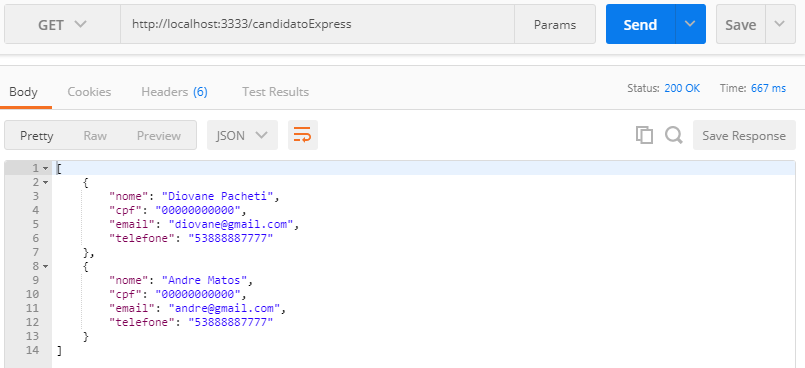 GET http://localhost:3333/candidatoExpress Params Send Save
Body Cookies Headers (6) Test Results Status: 200 OK Time: 667 ms
Pretty Raw Preview JSON Save Response
1 [
2 {
3 "nome": "Diovane Pacheti",
4 "cpf": "00000000000",
5 "email": "diovane@gmail.com",
6 "telefone": "53888887777"
7 },
8 {
9 "nome": "Andre Matos",
10 "cpf": "00000000000",
11 "email": "andre@gmail.com",
12 "telefone": "53888887777"
13 }
14 ]